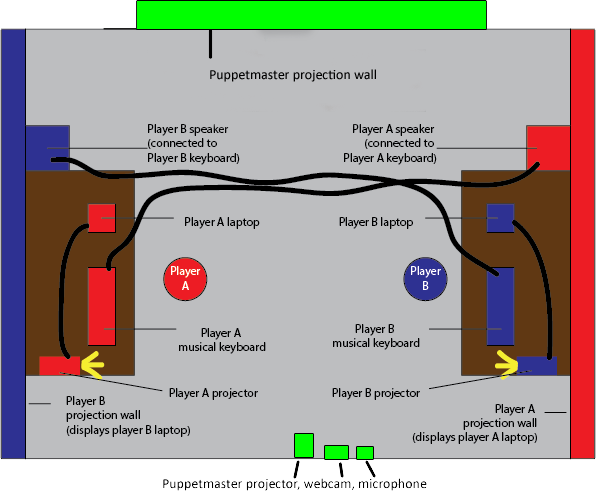 Puppetmaster projection wall
Player B speaker
(connected to
Player B keyboard)
Player A speaker
(connected to
Player A keyboard)
Player A laptop
Player B laptop
Player
A
Player
B
Player A
musical keyboard
Player B
musical keyboard
Player A projector
Player B projector
Player B
projection wall
(displays player B laptop)
Player A
projection wall
(displays player A laptop)
Puppetmaster projector, webcam, microphone